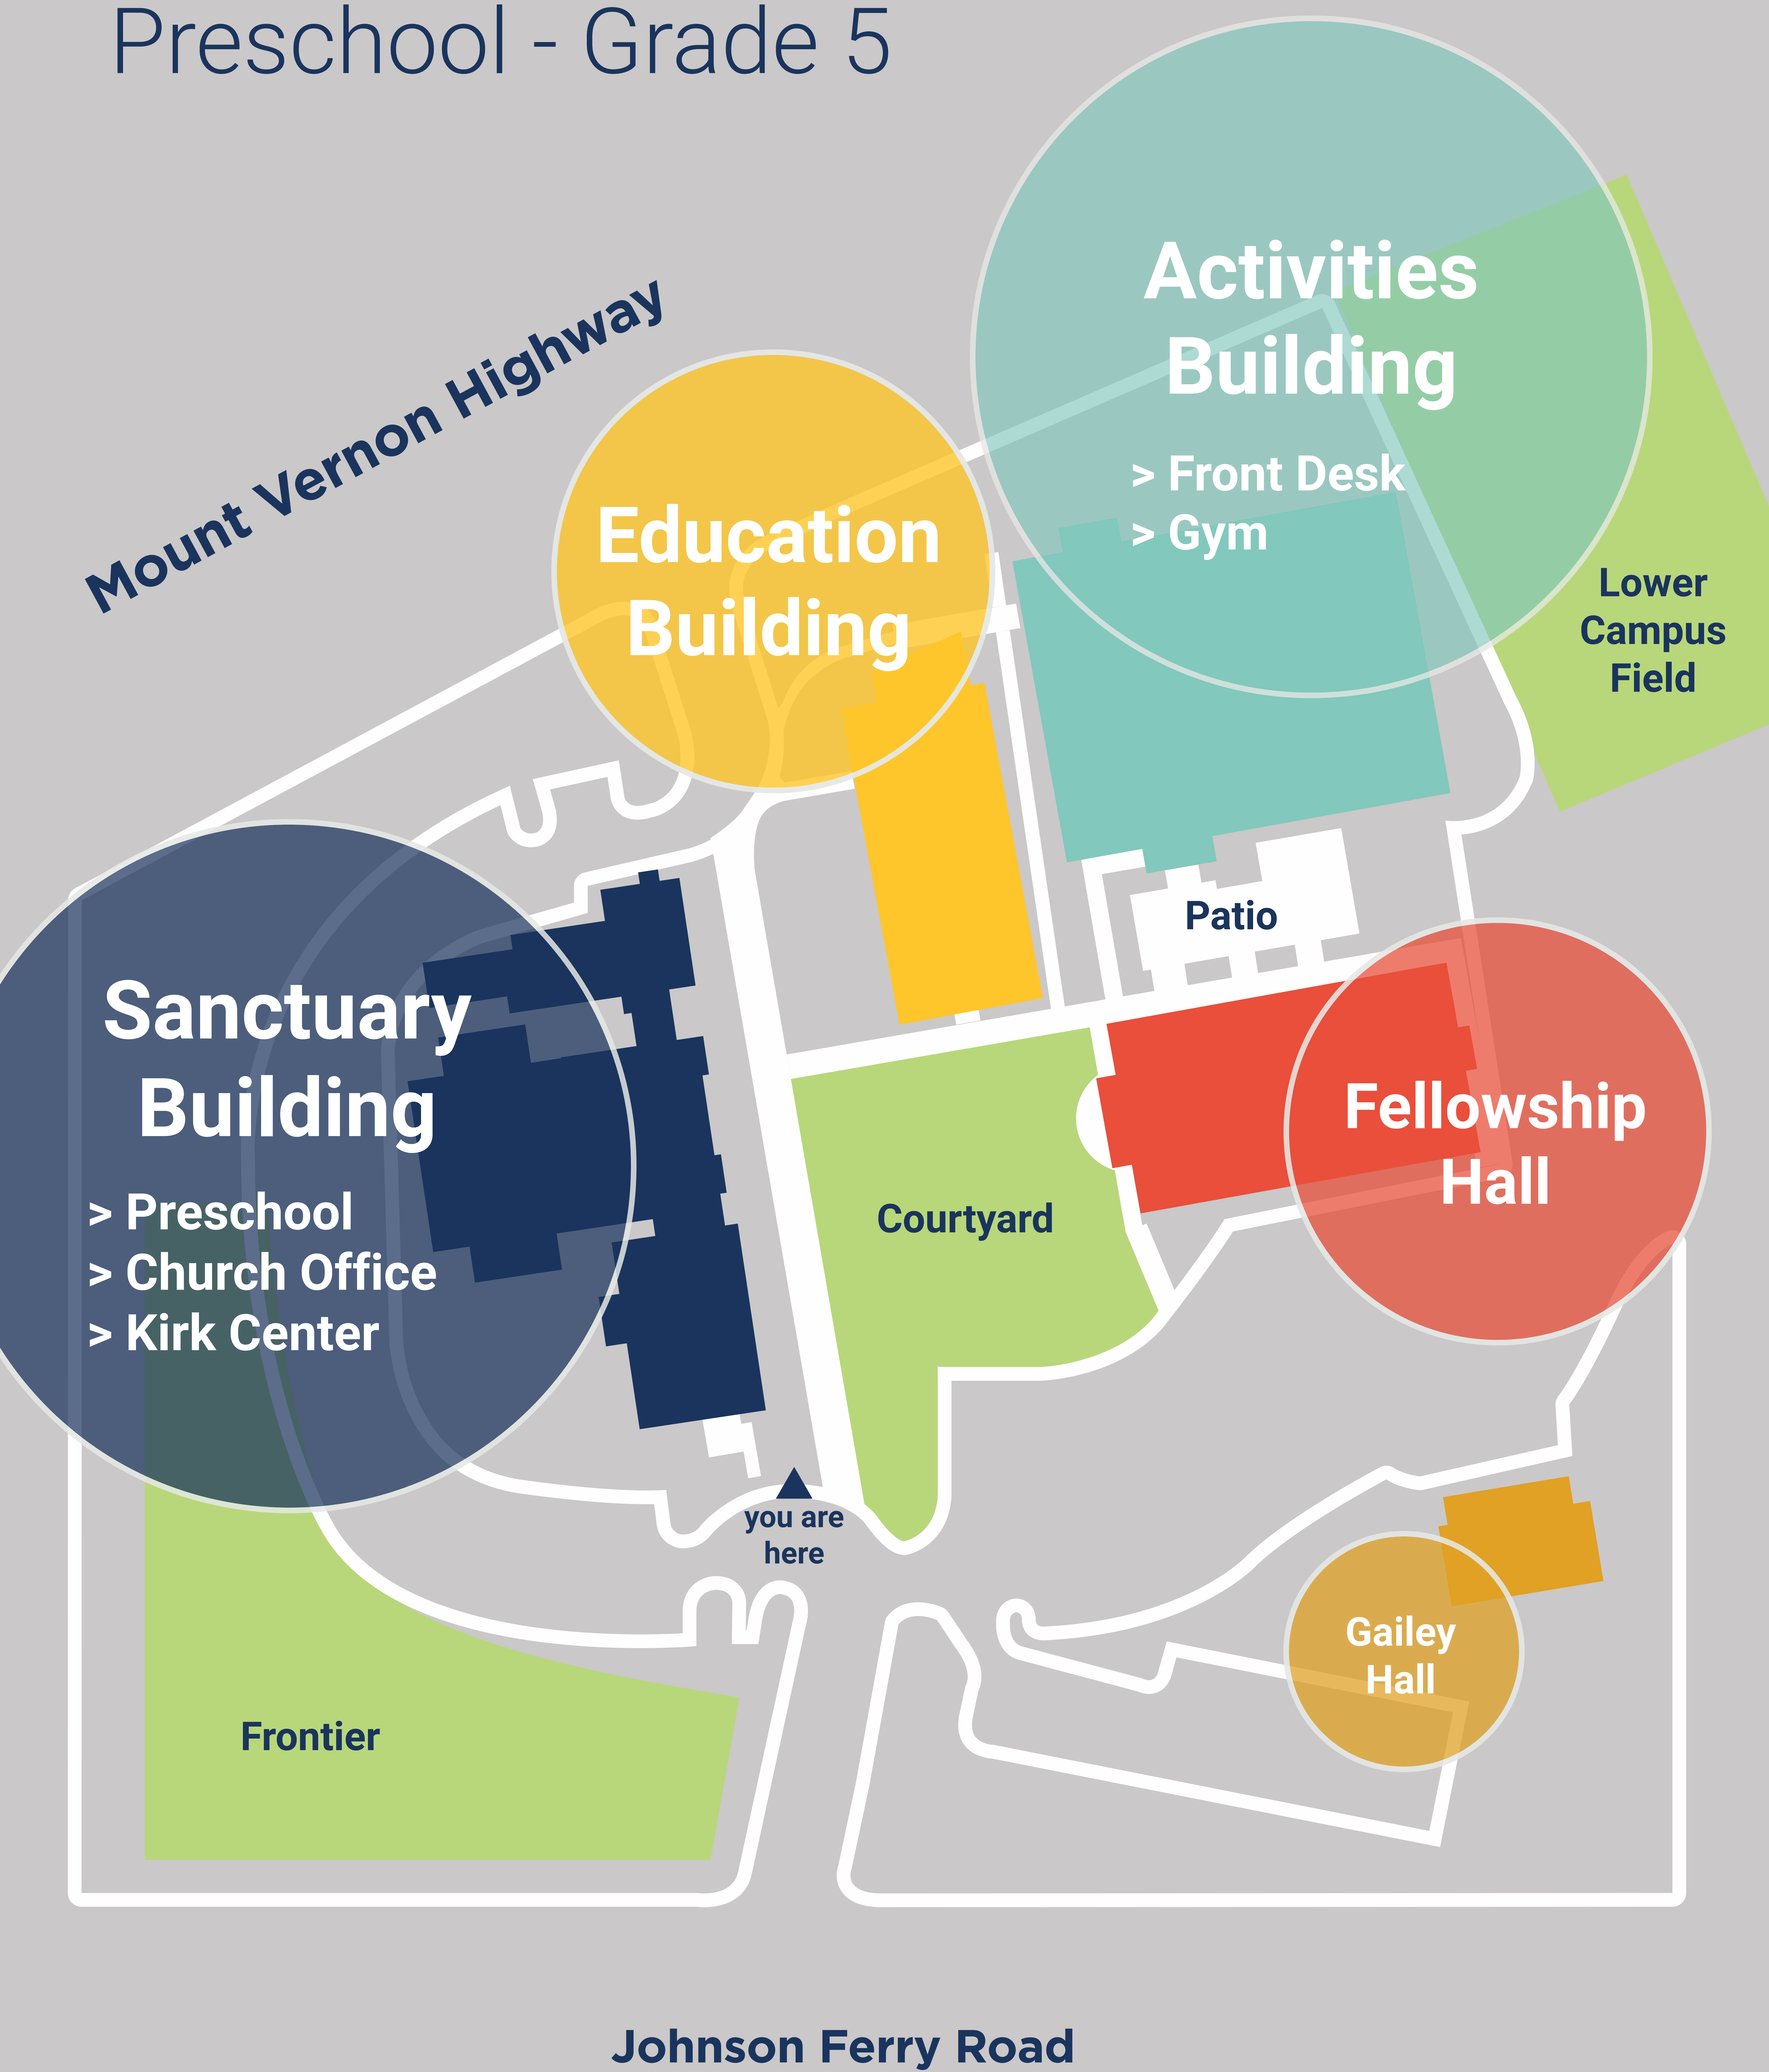 Preschool - Grade 5
Mount Vernon Highway
Activities
Building
> Front Desk
> Gym
Education
Building
Lower
Campus
Field
Patio
Sanctuary
Building
> Preschool
> Church Office
> Kirk Center
Fellowship
Hall
Courtyard
you are
here
Gailey
Hall
Frontier
Johnson Ferry Road